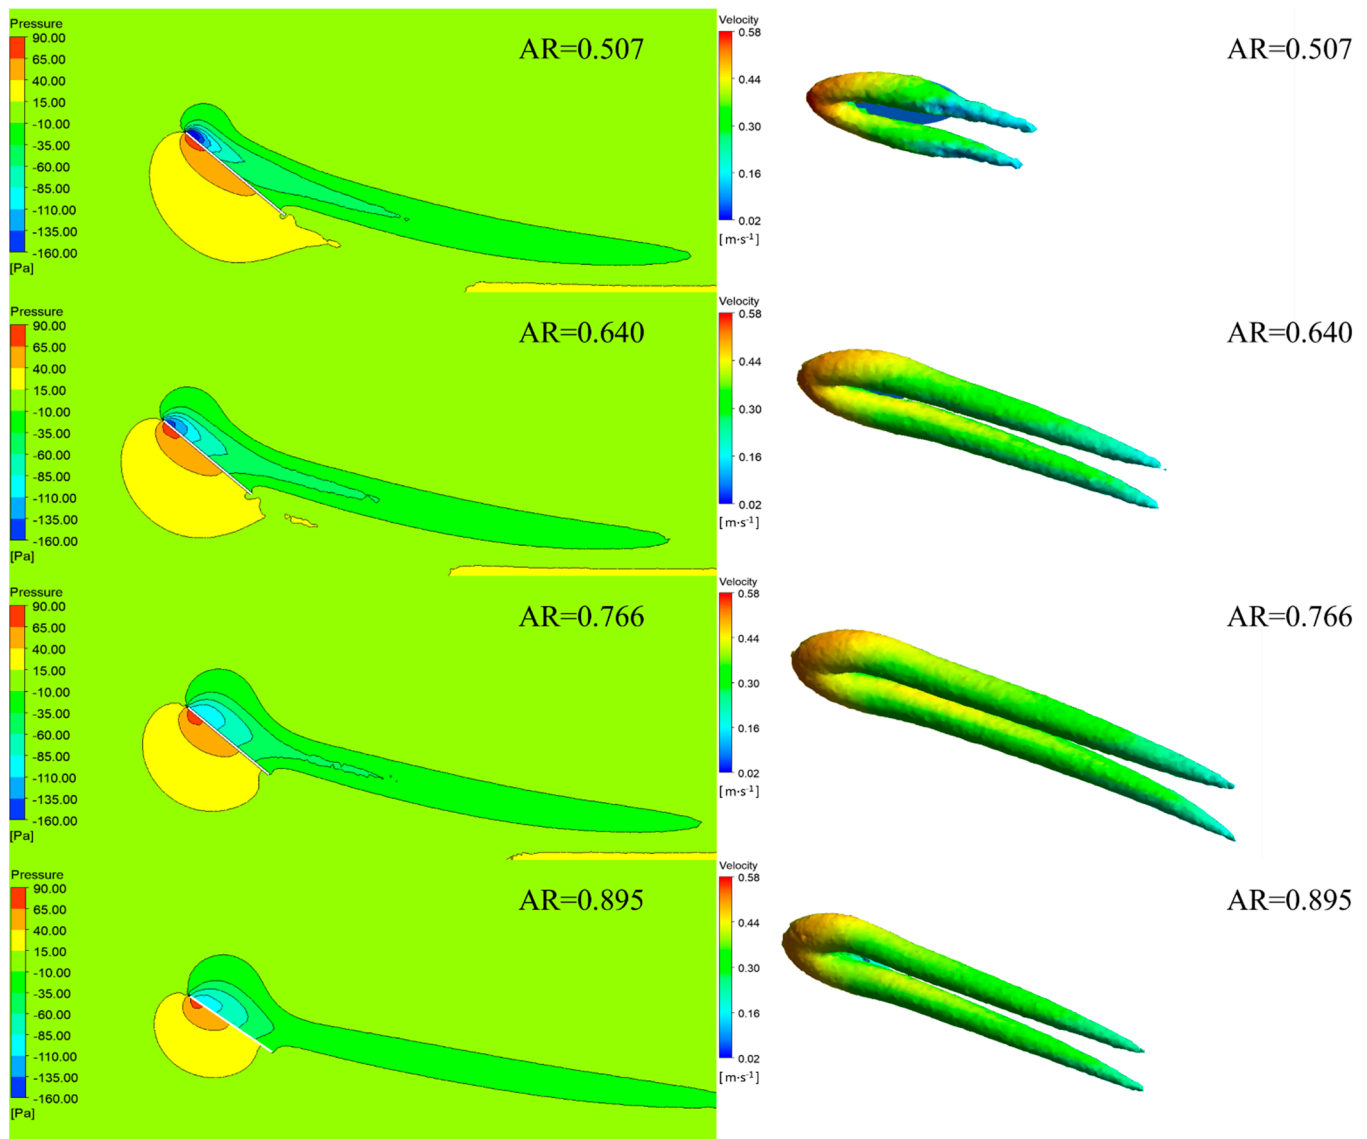 Pressure
90.00
65.00
40.00
15.00
-10.00
-35.00
-60.00
-85.00
-110.00
-135.00
-160.00
[Pa]
AR=0.507
Velocity
0.58
0.44
0.30
0.16
0.02
[m·s⁻¹]
AR=0.507
Pressure
90.00
65.00
40.00
15.00
-10.00
-35.00
-60.00
-85.00
-110.00
-135.00
-160.00
[Pa]
AR=0.640
Velocity
0.58
0.44
0.30
0.16
0.02
[m·s⁻¹]
AR=0.640
Pressure
90.00
65.00
40.00
15.00
-10.00
-35.00
-60.00
-85.00
-110.00
-135.00
-160.00
[Pa]
AR=0.766
Velocity
0.58
0.44
0.30
0.16
0.02
[m·s⁻¹]
AR=0.766
Pressure
90.00
65.00
40.00
15.00
-10.00
-35.00
-60.00
-85.00
-110.00
-135.00
-160.00
[Pa]
AR=0.895
Velocity
0.58
0.44
0.30
0.16
0.02
[m·s⁻¹]
AR=0.895